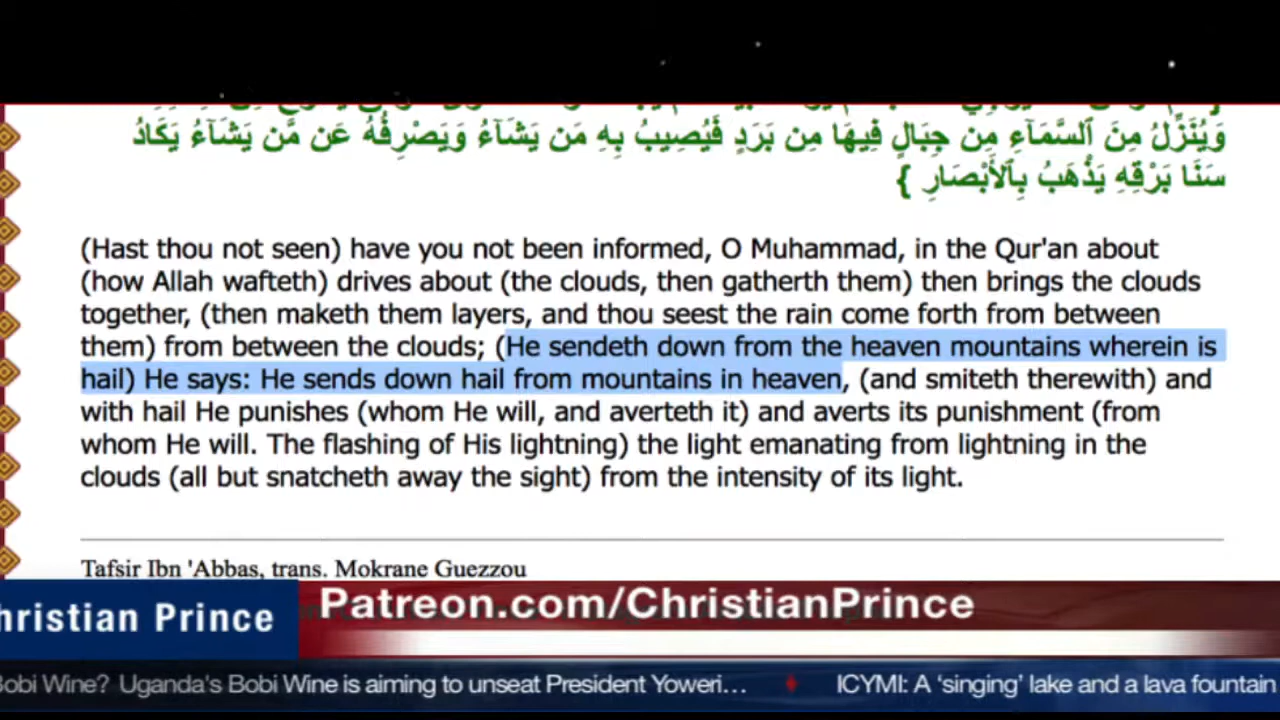 وَيُنَزِّلُ مِنَ ٱلسَّمَآءِ مِن جِبَالٍ فِيهَا مِن بَرَدٍ فَيُصِيبُ بِهِ مَن يَشَآءُ وَيَصْرِفُهُ عَن مَّن يَشَآءُ يَكَادُ
سَنَا بَرْقِهِ يَذْهَبُ بِٱلأَبْصَارِ }
(Hast thou not seen) have you not been informed, O Muhammad, in the Qur'an about
(how Allah wafteth) drives about (the clouds, then gatherth them) then brings the clouds
together, (then maketh them layers, and thou seest the rain come forth from between
them) from between the clouds; (He sendeth down from the heaven mountains wherein is
hail) He says: He sends down hail from mountains in heaven, (and smiteth therewith) and
with hail He punishes (whom He will, and averteth it) and averts its punishment (from
whom He will. The flashing of His lightning) the light emanating from lightning in the
clouds (all but snatcheth away the sight) from the intensity of its light.
Tafsir Ibn 'Abbas, trans. Mokrane Guezzou
hristian Prince
Patreon.com/ChristianPrince
Bobi Wine? Uganda's Bobi Wine is aiming to unseat President Yoweri... ICYMI: A 'singing' lake and a lava fountain